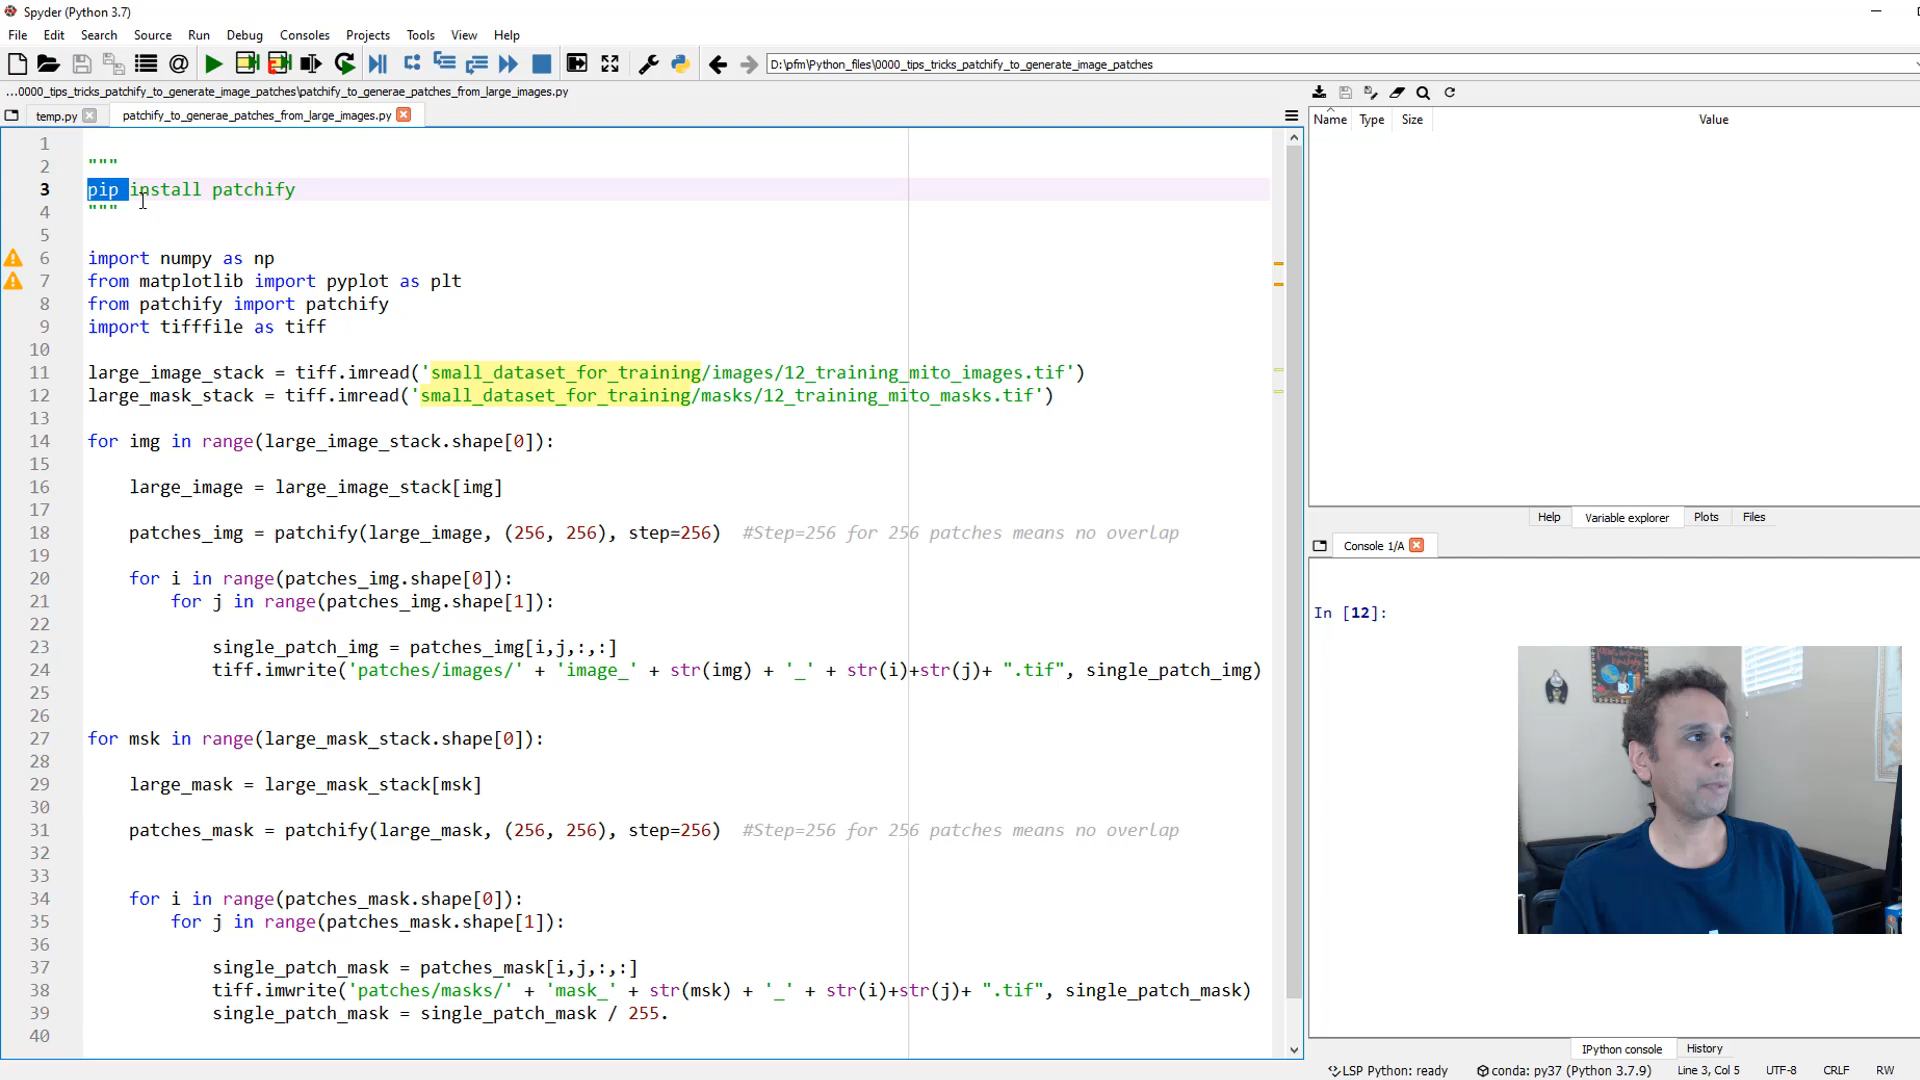 Spyder (Python 3.7)
File Edit Search Source Run Debug Consoles Projects Tools View Help
D:\pfm\Python_files\0000_tips_tricks_patchify_to_generate_image_patches
...0000_tips_tricks_patchify_to_generate_image_patches\patchify_to_generae_patches_from_large_images.py
temp.py patchify_to_generae_patches_from_large_images.py
1
2 """
3 pip install patchify
4 """
5
6 import numpy as np
7 from matplotlib import pyplot as plt
8 from patchify import patchify
9 import tifffile as tiff
10
11 large_image_stack = tiff.imread('small_dataset_for_training/images/12_training_mito_images.tif')
12 large_mask_stack = tiff.imread('small_dataset_for_training/masks/12_training_mito_masks.tif')
13
14 for img in range(large_image_stack.shape[0]):
15
16 large_image = large_image_stack[img]
17
18 patches_img = patchify(large_image, (256, 256), step=256) #Step=256 for 256 patches means no overlap
19
20 for i in range(patches_img.shape[0]):
21 for j in range(patches_img.shape[1]):
22
23 single_patch_img = patches_img[i,j,:,:]
24 tiff.imwrite('patches/images/' + 'image_' + str(img) + '_' + str(i)+str(j)+ ".tif", single_patch_img)
25
26
27 for msk in range(large_mask_stack.shape[0]):
28
29 large_mask = large_mask_stack[msk]
30
31 patches_mask = patchify(large_mask, (256, 256), step=256) #Step=256 for 256 patches means no overlap
32
33
34 for i in range(patches_mask.shape[0]):
35 for j in range(patches_mask.shape[1]):
36
37 single_patch_mask = patches_mask[i,j,:,:]
38 tiff.imwrite('patches/masks/' + 'mask_' + str(msk) + '_' + str(i)+str(j)+ ".tif", single_patch_mask)
39 single_patch_mask = single_patch_mask / 255.
40
Name Type Size Value
Help Variable explorer Plots Files
Console 1/A
In [12]:
IPython console History
LSP Python: ready conda: py37 (Python 3.7.9) Line 3, Col 5 UTF-8 CRLF RW